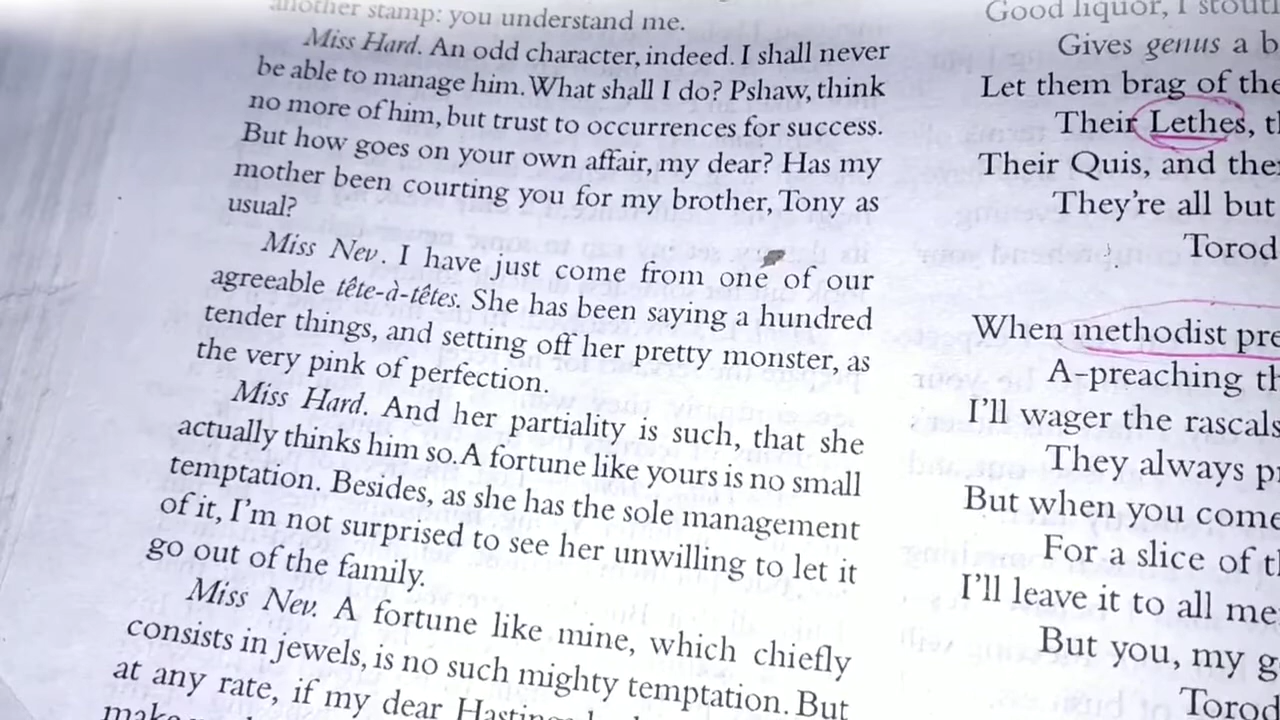 another stamp: you understand me.
Miss Hard. An odd character, indeed. I shall never
be able to manage him. What shall I do? Pshaw, think
no more of him, but trust to occurrences for success.
But how goes on your own affair, my dear? Has my
mother been courting you for my brother, Tony as
usual?
Miss Nev. I have just come from one of our
agreeable tête-à-têtes. She has been saying a hundred
tender things, and setting off her pretty monster, as
the very pink of perfection.
Miss Hard. And her partiality is such, that she
actually thinks him so. A fortune like yours is no small
temptation. Besides, as she has the sole management
of it, I'm not surprised to see her unwilling to let it
go out of the family.
Miss Nev. A fortune like mine, which chiefly
consists in jewels, is no such mighty temptation. But
at any rate, if my dear
Good liquor, I
Gives genus a b
Let them brag of the
Their Lethes,
Their Quis, and
They're all but
Torod
When methodist pre
A-preaching
I'll wager the rascals
They always
But when you come
For a slice of
I'll leave it to all me
But you, my g
Torod